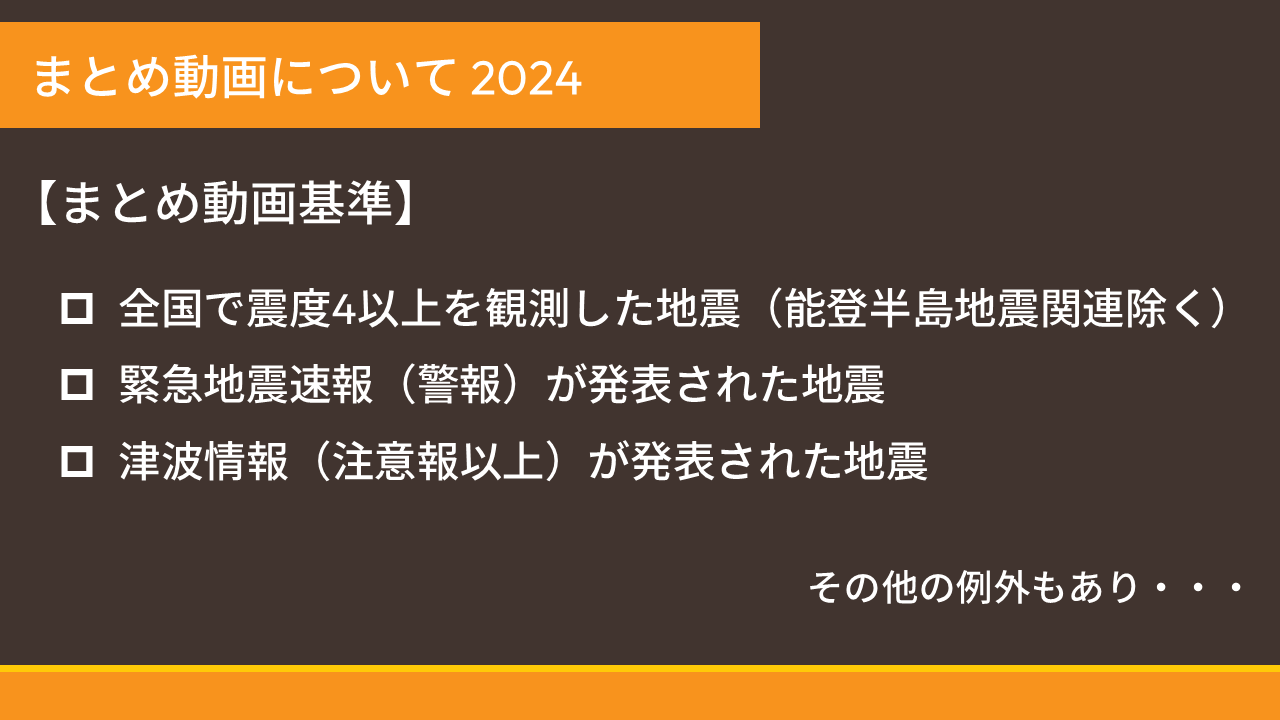 まとめ動画について 2024
【まとめ動画基準】
全国で震度4以上を観測した地震（能登半島地震関連除く）
緊急地震速報（警報）が発表された地震
津波情報（注意報以上）が発表された地震
その他の例外もあり・・・